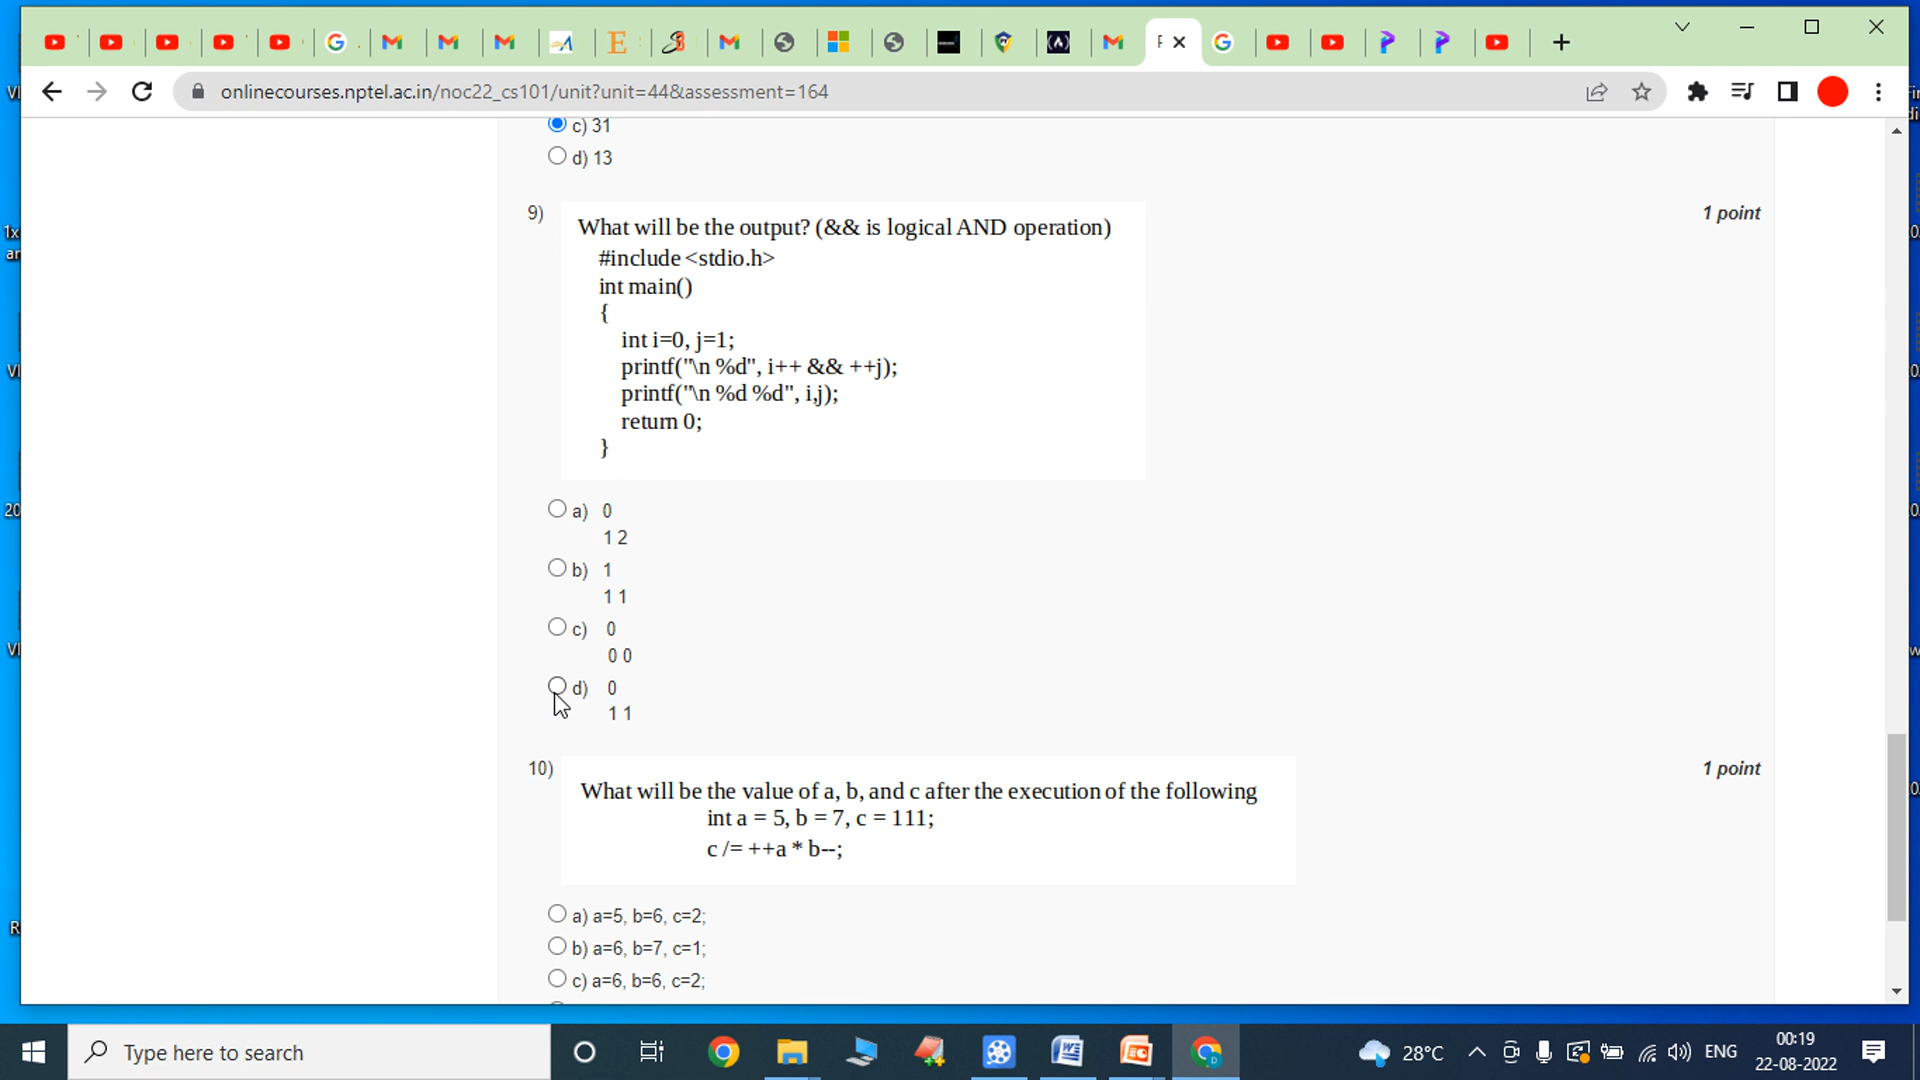 onlinecourses.nptel.ac.in/noc22_cs101/unit?unit=44&assessment=164
c) 31
d) 13
9)
1 point
What will be the output? (&& is logical AND operation)
#include <stdio.h>
int main()
{
int i=0, j=1;
printf("\n %d", i++ && ++j);
printf("\n %d %d", i,j);
return 0;
}
a) 0
1 2
b) 1
1 1
c) 0
0 0
d) 0
1 1
10)
1 point
What will be the value of a, b, and c after the execution of the following
int a = 5, b = 7, c = 111;
c /= ++a * b--;
a) a=5, b=6, c=2;
b) a=6, b=7, c=1;
c) a=6, b=6, c=2;
Type here to search
28°C
ENG
00:19
22-08-2022